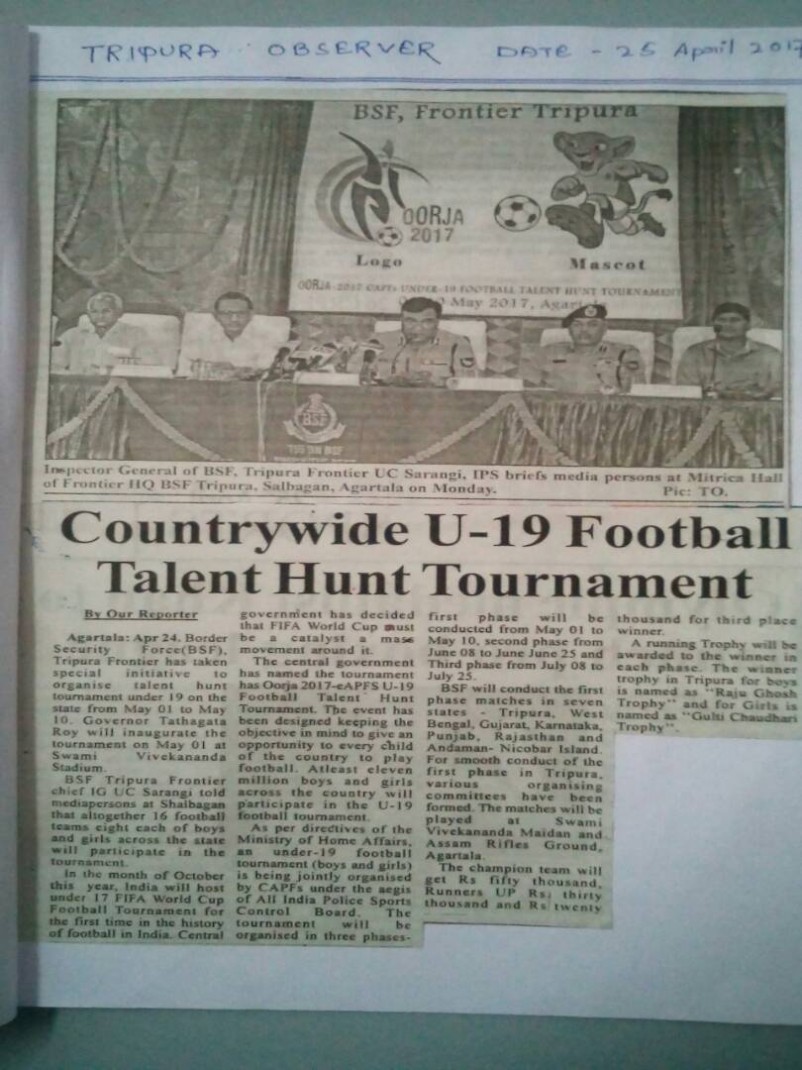 TRIPURA OBSERVER DATE - 25 April 2017
BSF, Frontier Tripura
OORJA
2017
Logo
Mascot
OORJA 2017 CAPFs UNDER-19 FOOTBALL TALENT HUNT TOURNAMENT
May 2017,
BSF
Inspector General of BSF, Tripura Frontier UC Sarangi, IPS briefs media persons at Mitrica Hall
of Frontier HQ BSF Tripura, Salbagan, Agartala on Monday. Pic: TO.
Countrywide U-19 Football
Talent Hunt Tournament
By Our Reporter
Agartala: Apr 24, Border
Security Force(BSF),
Tripura Frontier has taken
special initiative to
organise talent hunt
tournament under 19 on the
state from May 01 to May
10. Governor Tathagata
Roy will inaugurate the
tournament on May 01 at
Swami Vivekananda
Stadium.
BSF Tripura Frontier
chief IG UC Sarangi told
mediapersons at Shalbagan
that altogether 16 football
teams eight each of boys
and girls across the state
will participate in the
tournament.
In the month of October
this year, India will host
under 17 FIFA World Cup
Football Tournament for
the first time in the history
of football in India. Central
government has decided
that FIFA World Cup must
be a catalyst a mass
movement around it.
The central government
has named the tournament
has Oorja 2017-eAPFS U-19
Football Talent Hunt
Tournament. The event has
been designed keeping the
objective in mind to give an
opportunity to every child
of the country to play
football. Atleast eleven
million boys and girls
across the country will
participate in the U-19
football tournament.
As per directives of the
Ministry of Home Affairs,
an under-19 football
tournament (boys and girls)
is being jointly organised
by CAPFs under the aegis
of All India Police Sports
Control Board. The
tournament will be
organised in three phases-
first phase will be
conducted from May 01 to
May 10, second phase from
June 08 to June June 25 and
Third phase from July 08 to
July 25.
BSF will conduct the first
phase matches in seven
states - Tripura, West
Bengal, Gujarat, Karnataka,
Punjab, Rajasthan and
Andaman- Nicobar Island.
For smooth conduct of the
first phase in Tripura,
various organising
committees have been
formed. The matches will be
played at Swami
Vivekananda Maidan and
Assam Rifles Ground,
Agartala.
The champion team will
get Rs fifty thousand,
Runners UP Rs; thirty
thousand and Rs twenty
thousand for third place
winner.
A running Trophy will be
awarded to the winner in
each phase. The winner
trophy in Tripura for boys
is named as "Raju Ghosh
Trophy" and for Girls is
named as "Gulti Chaudhari
Trophy".